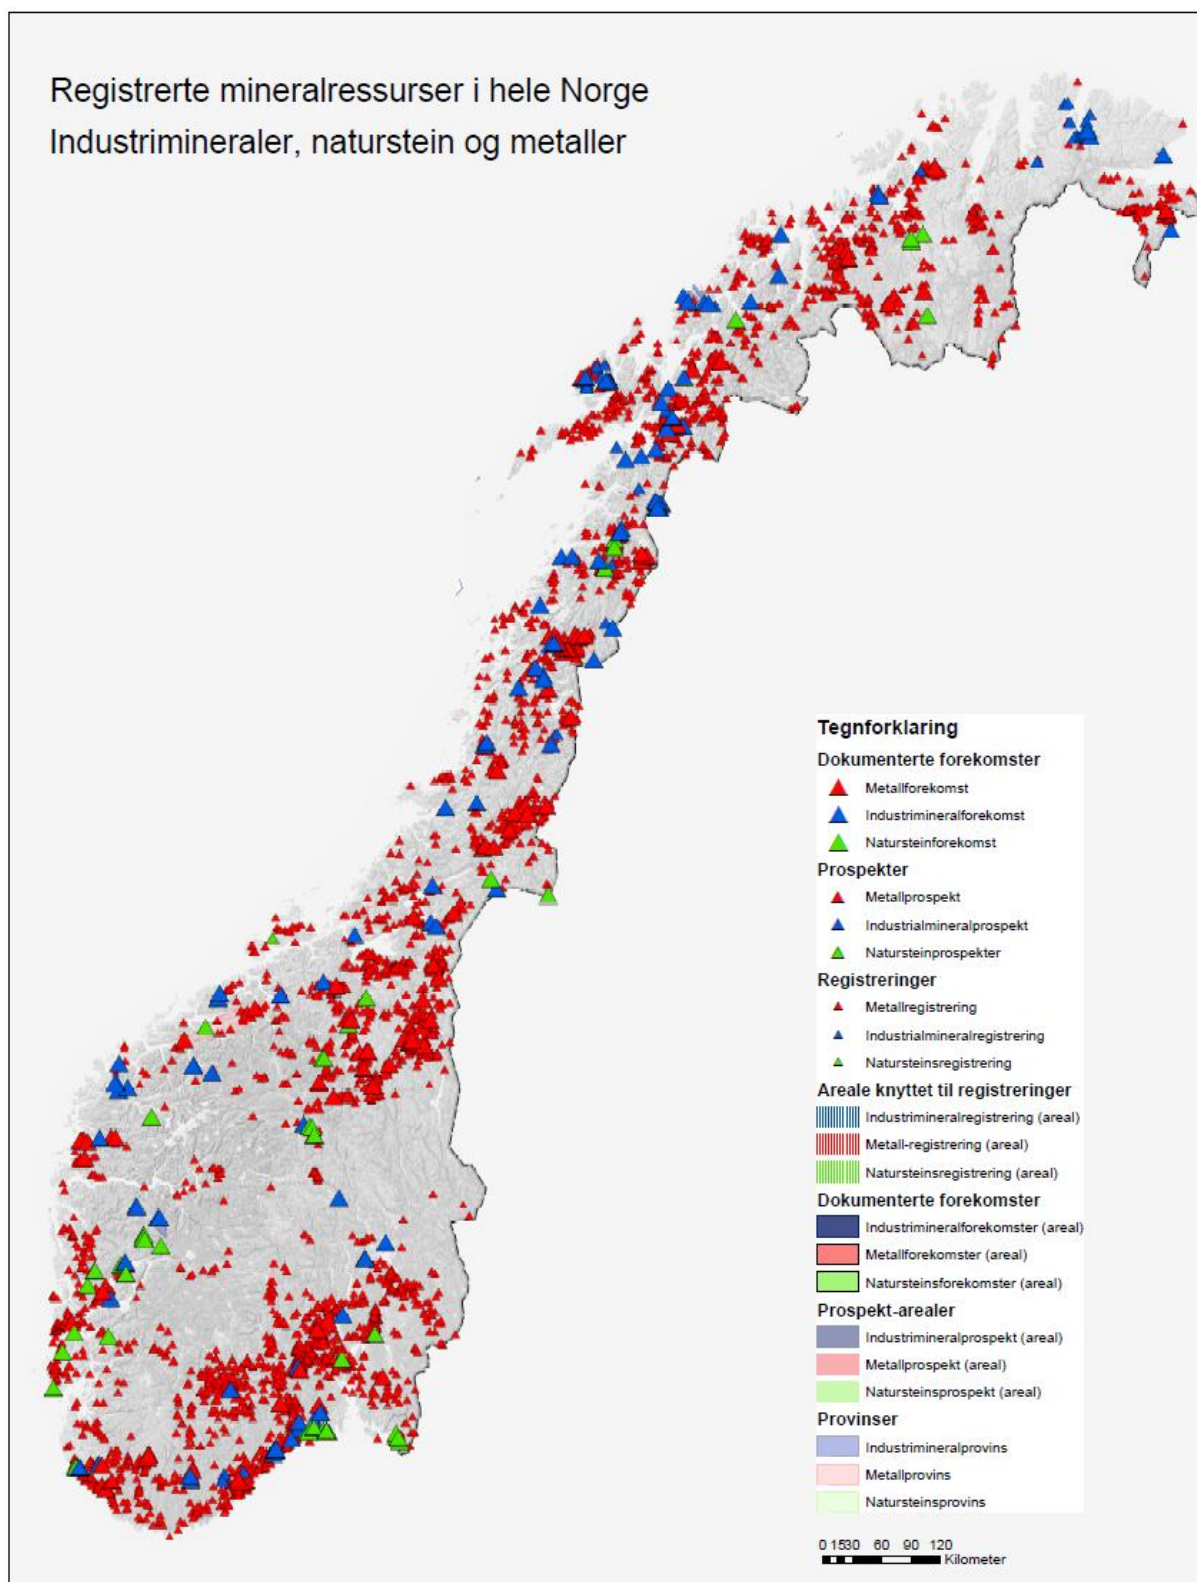 Registrerte mineralressurser i hele Norge
Industrimineraler, naturstein og metaller
Tegnforklaring
Dokumenterte forekomster
Metallforekomst
Industrimineralforekomst
Natursteinforekomst
Prospekter
Metallprospekt
Industrialmineralprospekt
Natursteinprospekter
Registreringer
Metallregistrering
Industrialmineralregistrering
Natursteinsregistrering
Areale knyttet til registreringer
Industrimineralregistrering (areal)
Metall-registrering (areal)
Natursteinsregistrering (areal)
Dokumenterte forekomster
Industrimineralforekomster (areal)
Metallforekomster (areal)
Natursteinsforekomster (areal)
Prospekt-arealer
Industrimineralprospekt (areal)
Metallprospekt (areal)
Natursteinsprospekt (areal)
Provinser
Industrimineralprovins
Metallprovins
Natursteinsprovins
0 15 30 60 90 120
Kilometer